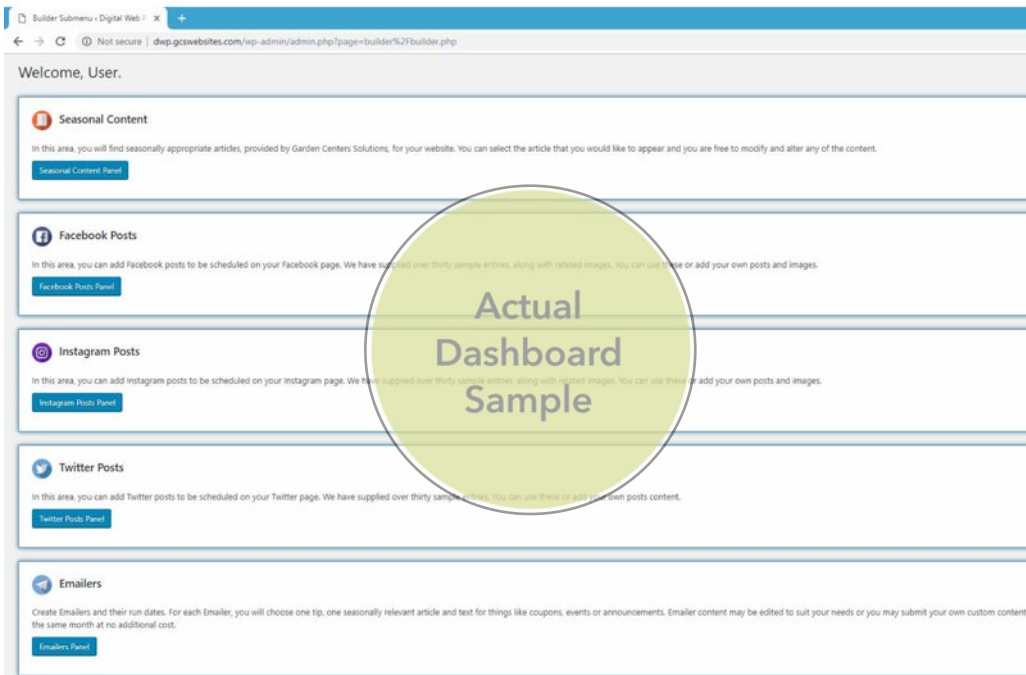 Builder Submenu ‹ Digital Web P
Not secure | dwp.gcswebsites.com/wp-admin/admin.php?page=builder%2Fbuilder.php
Welcome, User.
Seasonal Content
In this area, you will find seasonally appropriate articles, provided by Garden Centers Solutions, for your website. You can select the article that you would like to appear and you are free to modify and alter any of the content.
Seasonal Content Panel
Facebook Posts
In this area, you can add Facebook posts to be scheduled on your Facebook page. We have supplied over thirty sample entries, along with related images. You can use these or add your own posts and images.
Facebook Posts Panel
Actual
Dashboard
Sample
Instagram Posts
In this area, you can add Instagram posts to be scheduled on your Instagram page. We have supplied over thirty sample entries, along with related images. You can use these or add your own posts and images.
Instagram Posts Panel
Twitter Posts
In this area, you can add Twitter posts to be scheduled on your Twitter page. We have supplied over thirty sample entries. You can use these or add your own posts content.
Twitter Posts Panel
Emailers
Create Emailers and their run dates. For each Emailer, you will choose one tip, one seasonally relevant article and text for things like coupons, events or announcements. Emailer content may be edited to suit your needs or you may submit your own custom content
the same month at no additional cost.
Emailers Panel